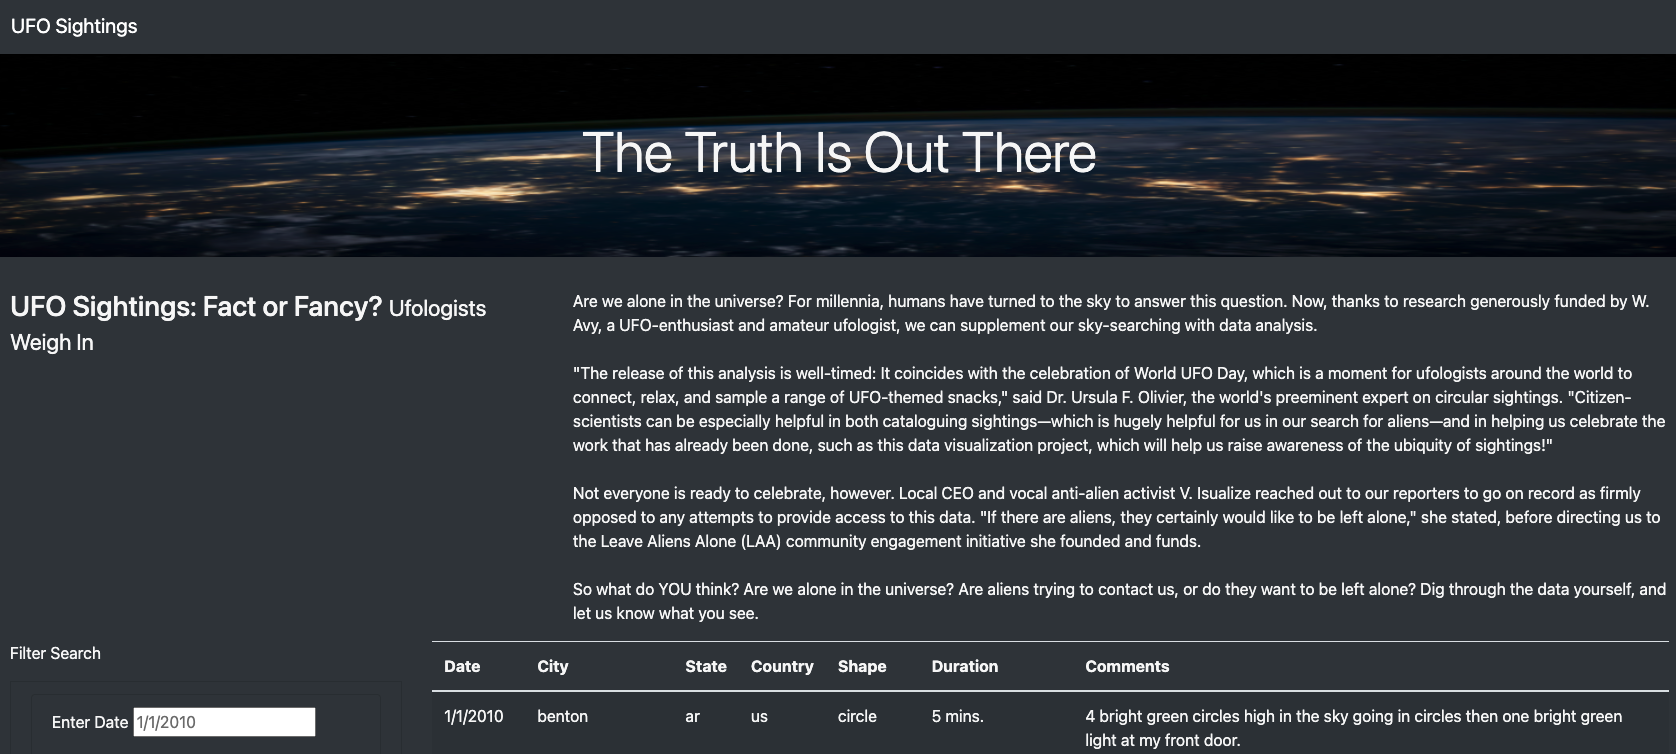 UFO Sightings
The Truth Is Out There
UFO Sightings: Fact or Fancy? Ufologists
Weigh In
Are we alone in the universe? For millennia, humans have turned to the sky to answer this question. Now, thanks to research generously funded by W.
Avy, a UFO-enthusiast and amateur ufologist, we can supplement our sky-searching with data analysis.
"The release of this analysis is well-timed: It coincides with the celebration of World UFO Day, which is a moment for ufologists around the world to
connect, relax, and sample a range of UFO-themed snacks," said Dr. Ursula F. Olivier, the world's preeminent expert on circular sightings. "Citizen-
scientists can be especially helpful in both cataloguing sightings—which is hugely helpful for us in our search for aliens—and in helping us celebrate the
work that has already been done, such as this data visualization project, which will help us raise awareness of the ubiquity of sightings!"
Not everyone is ready to celebrate, however. Local CEO and vocal anti-alien activist V. Isualize reached out to our reporters to go on record as firmly
opposed to any attempts to provide access to this data. "If there are aliens, they certainly would like to be left alone," she stated, before directing us to
the Leave Aliens Alone (LAA) community engagement initiative she founded and funds.
So what do YOU think? Are we alone in the universe? Are aliens trying to contact us, or do they want to be left alone? Dig through the data yourself, and
let us know what you see.
Filter Search
Enter Date 1/1/2010
Date City State Country Shape Duration Comments
1/1/2010 benton ar us circle 5 mins. 4 bright green circles high in the sky going in circles then one bright green
light at my front door.